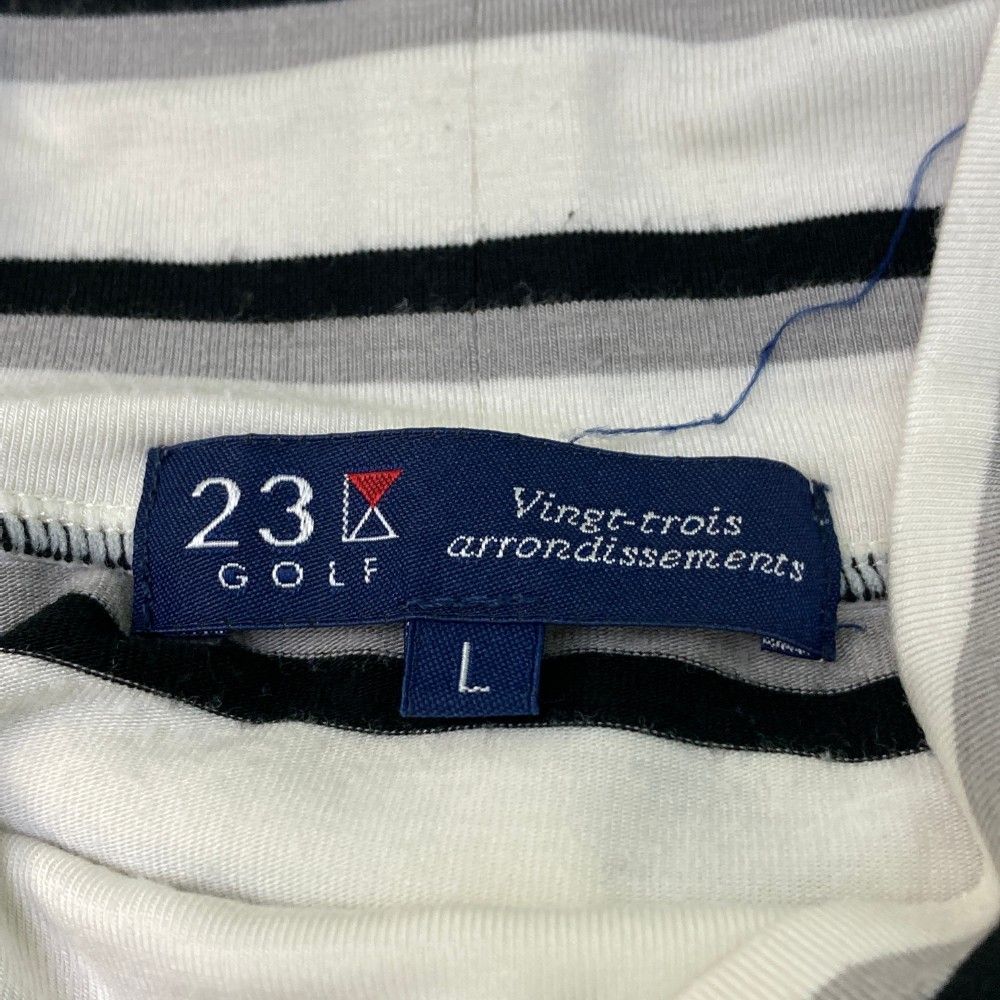 23
GOLF
Vingt-trois
arrondissements
L